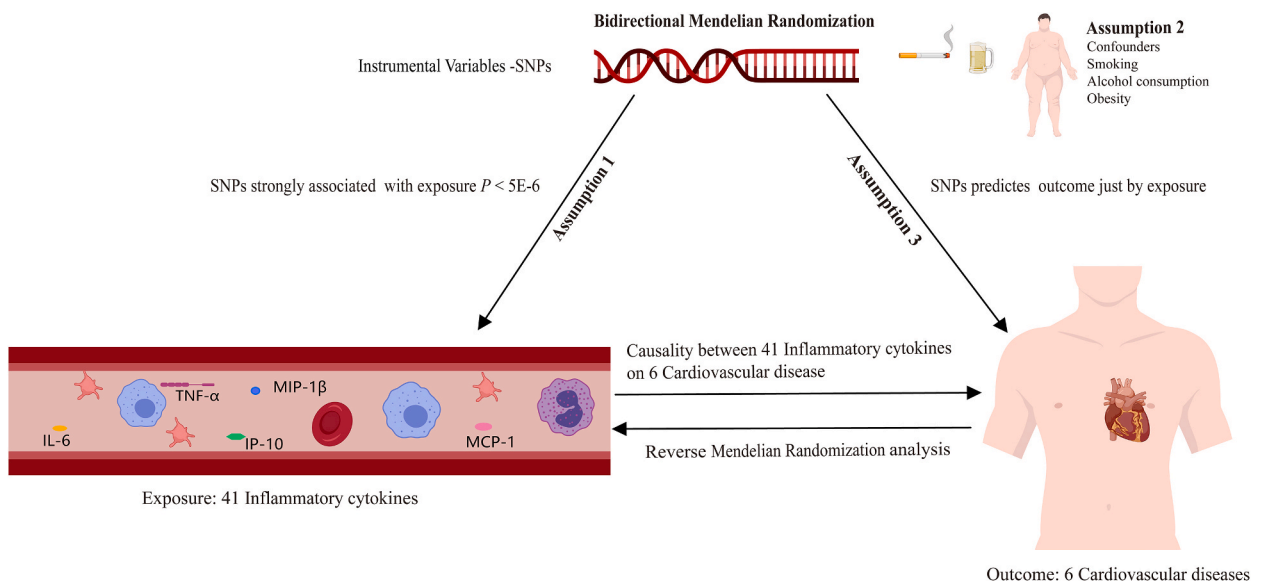 Bidirectional Mendelian Randomization
Instrumental Variables -SNPs
Assumption 2
Confounders
Smoking
Alcohol consumption
Obesity
SNPs strongly associated with exposure P < 5E-6
Assumption 1
Assumption 3
SNPs predictes outcome just by exposure
TNF-α
MIP-1β
IL-6
IP-10
MCP-1
Causality between 41 Inflammatory cytokines
on 6 Cardiovascular disease
Reverse Mendelian Randomization analysis
Exposure: 41 Inflammatory cytokines
Outcome: 6 Cardiovascular diseases